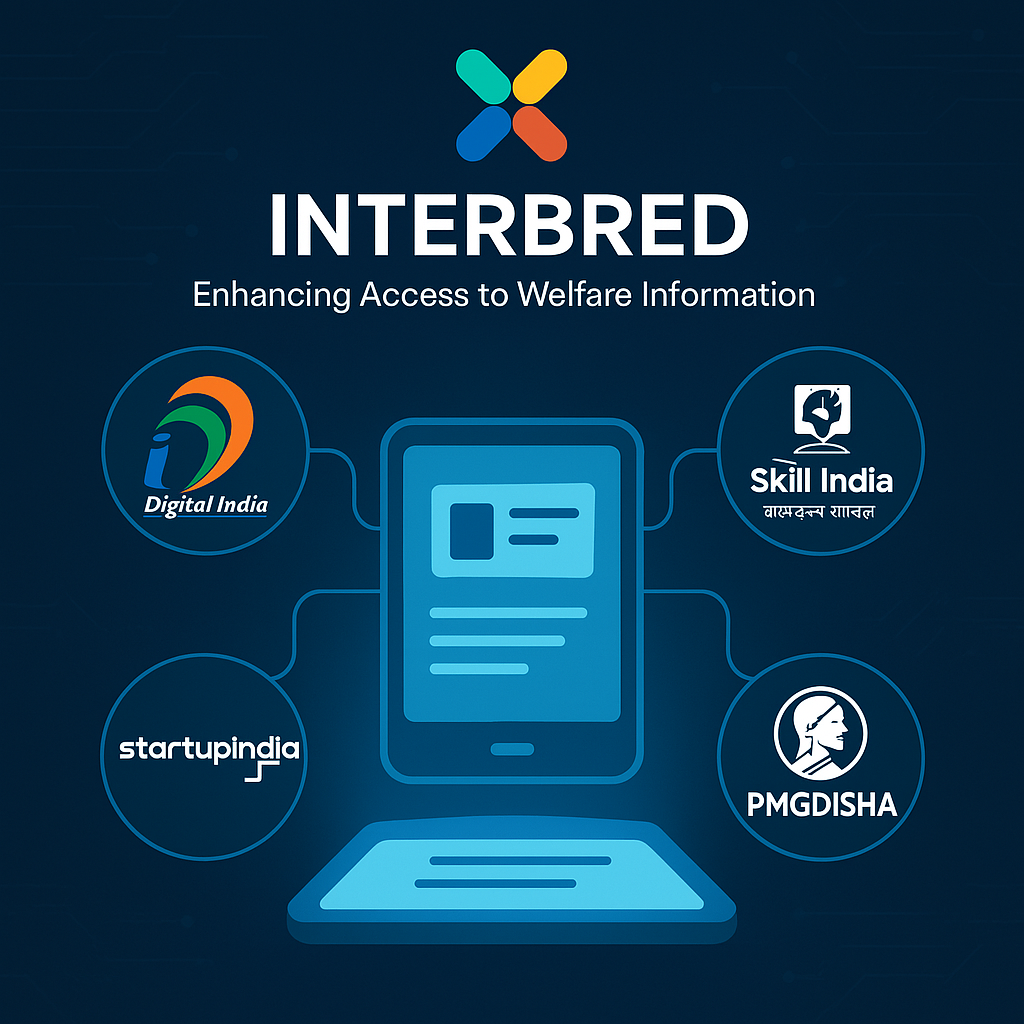 INTERBRED
Enhancing Access to Welfare Information
Digital India
Skill India
startupindia
PMGDISHA